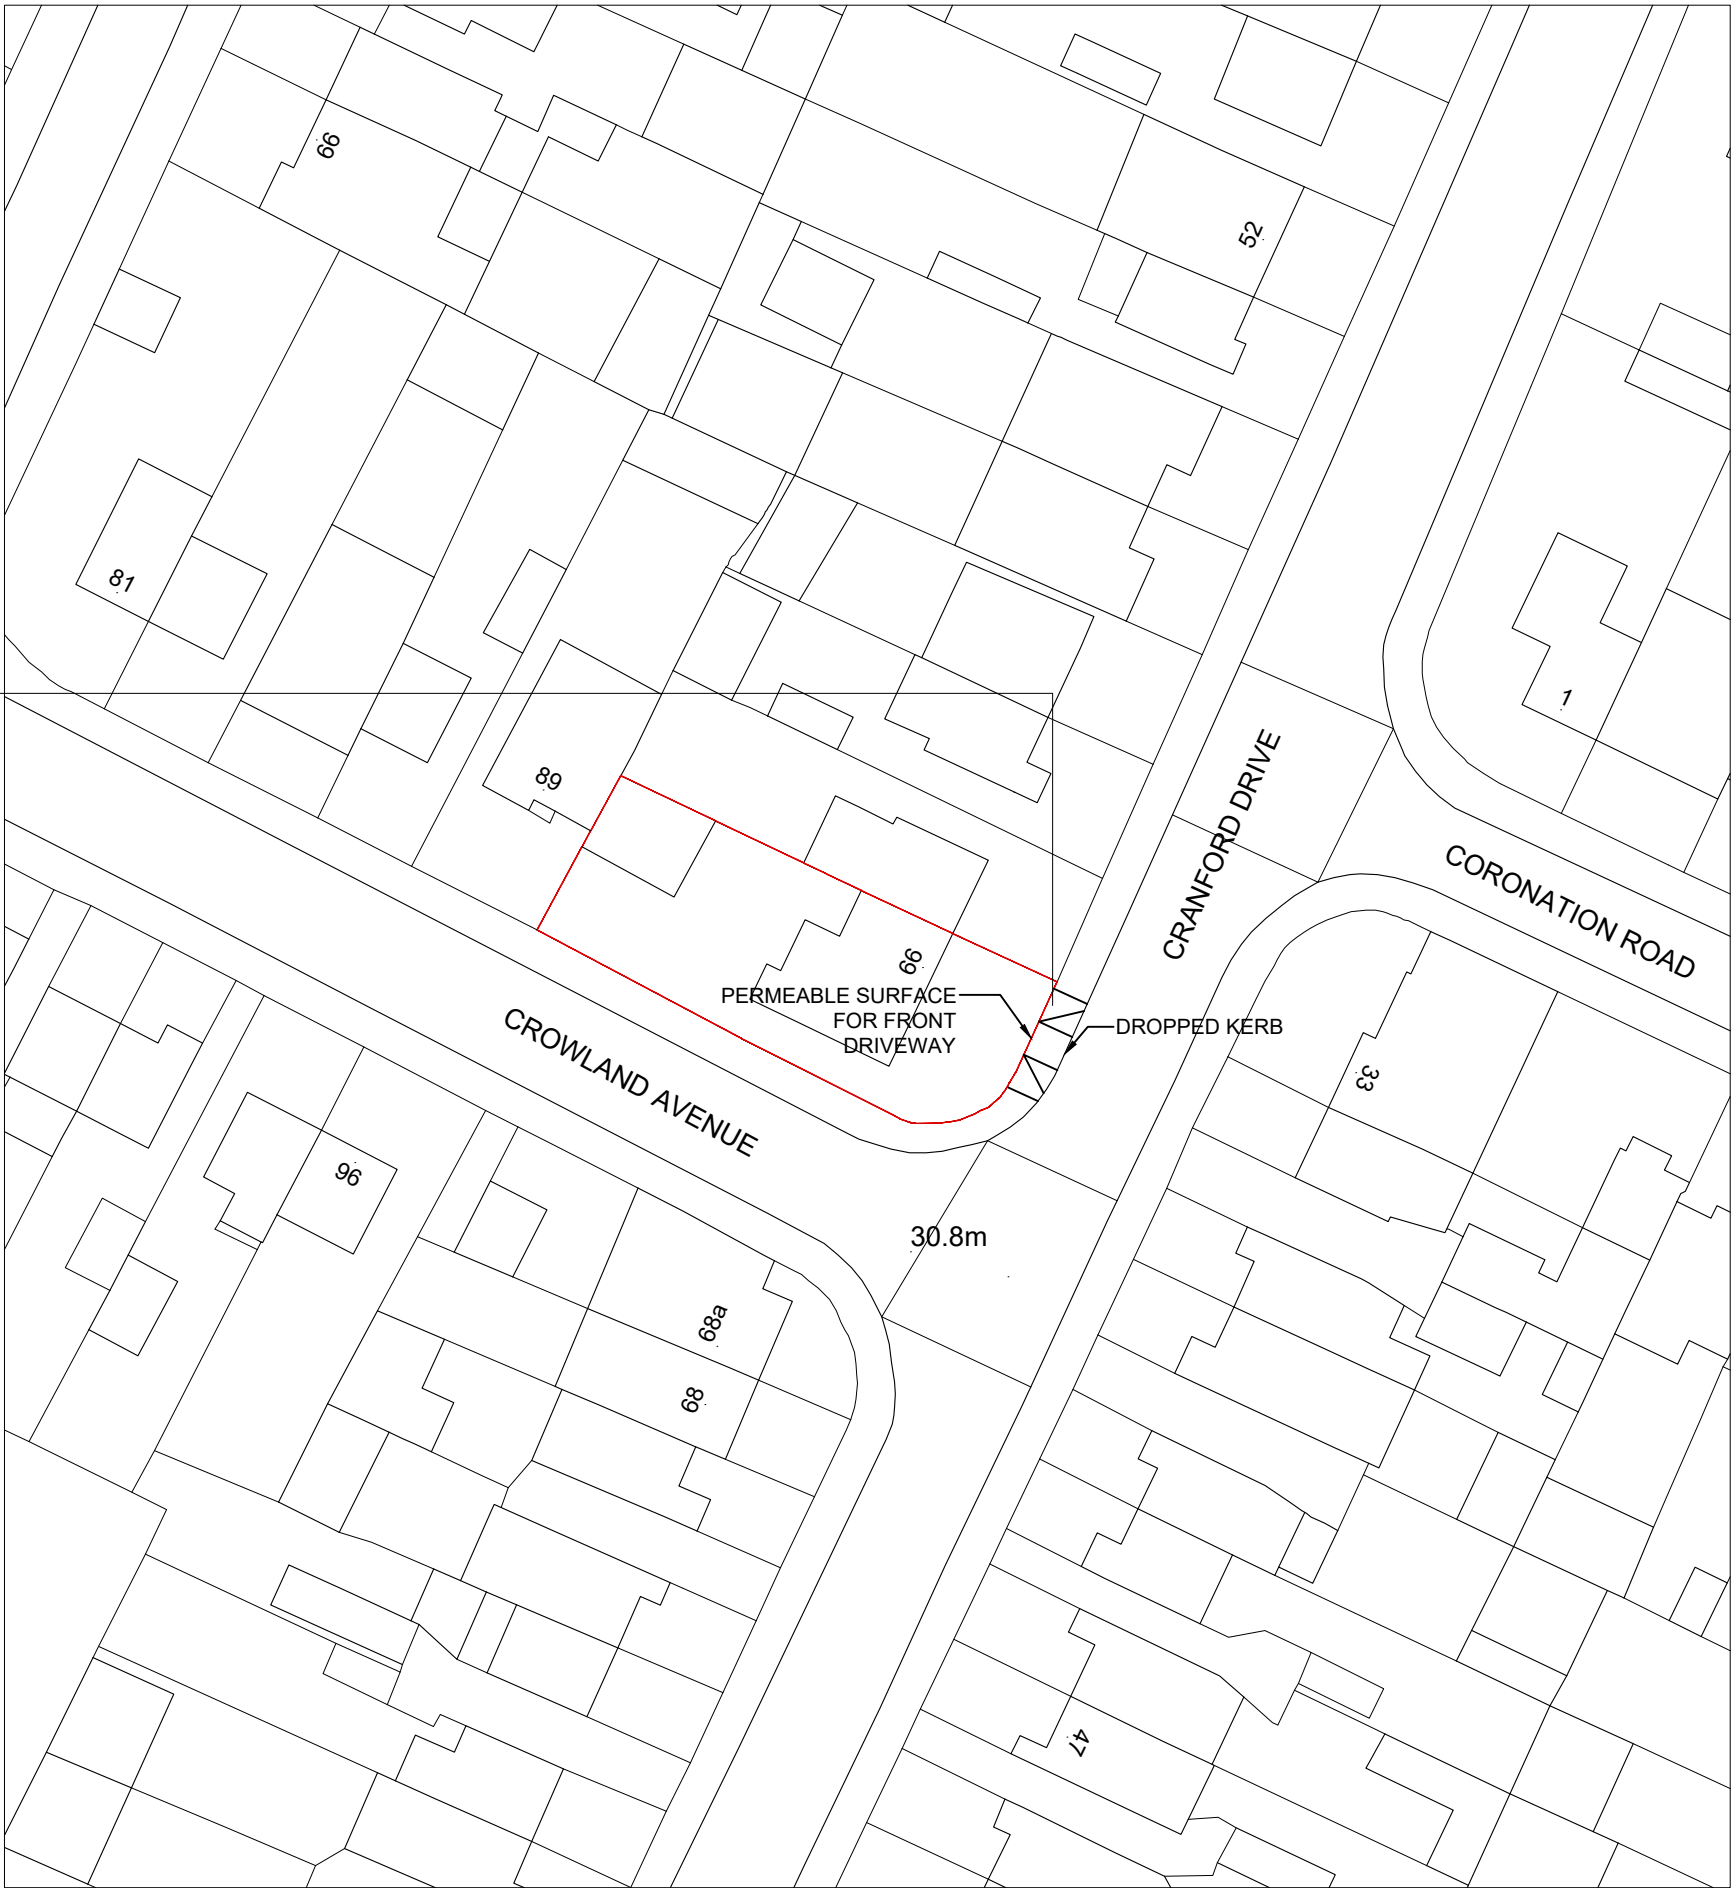 66
52
81
1
89
CRANFORD DRIVE
CORONATION ROAD
66
PERMEABLE SURFACE
FOR FRONT
DRIVEWAY
DROPPED KERB
CROWLAND AVENUE
33
96
30.8m
68a
68
47